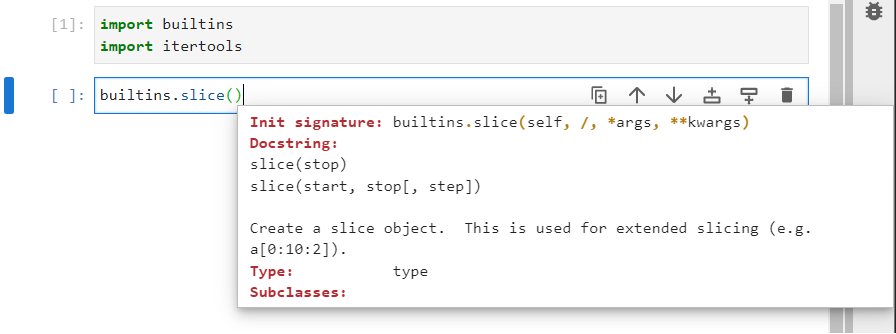 [1]: import builtins
import itertools
[ ]: builtins.slice()
Init signature: builtins.slice(self, /, *args, **kwargs)
Docstring:
slice(stop)
slice(start, stop[, step])
Create a slice object.  This is used for extended slicing (e.g.
a[0:10:2]).
Type:           type
Subclasses: